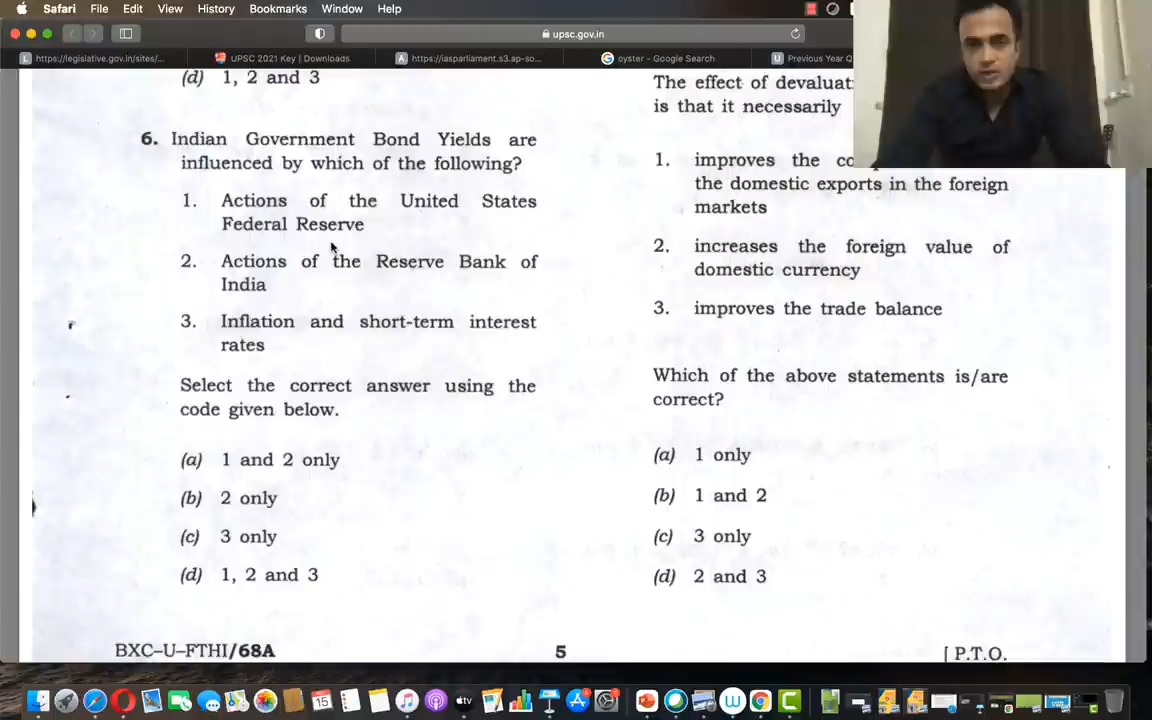 Safari File Edit View History Bookmarks Window Help
upsc.gov.in
https://legislative.gov.in/sites/...
UPSC 2021 Key | Downloads
https://iasparliament.s3.ap-so...
oyster - Google Search
Previous Year Q
(d) 1, 2 and 3
6. Indian Government Bond Yields are
influenced by which of the following?
1. Actions of the United States
Federal Reserve
2. Actions of the Reserve Bank of
India
3. Inflation and short-term interest
rates
Select the correct answer using the
code given below.
(a) 1 and 2 only
(b) 2 only
(c) 3 only
(d) 1, 2 and 3
The effect of
is that it necessarily
1. improves the
the domestic exports in the foreign
markets
2. increases the foreign value of
domestic currency
3. improves the trade balance
Which of the above statements is/are
correct?
(a) 1 only
(b) 1 and 2
(c) 3 only
(d) 2 and 3
BXC-U-FTHI/68A
5
[ P.T.O.
15